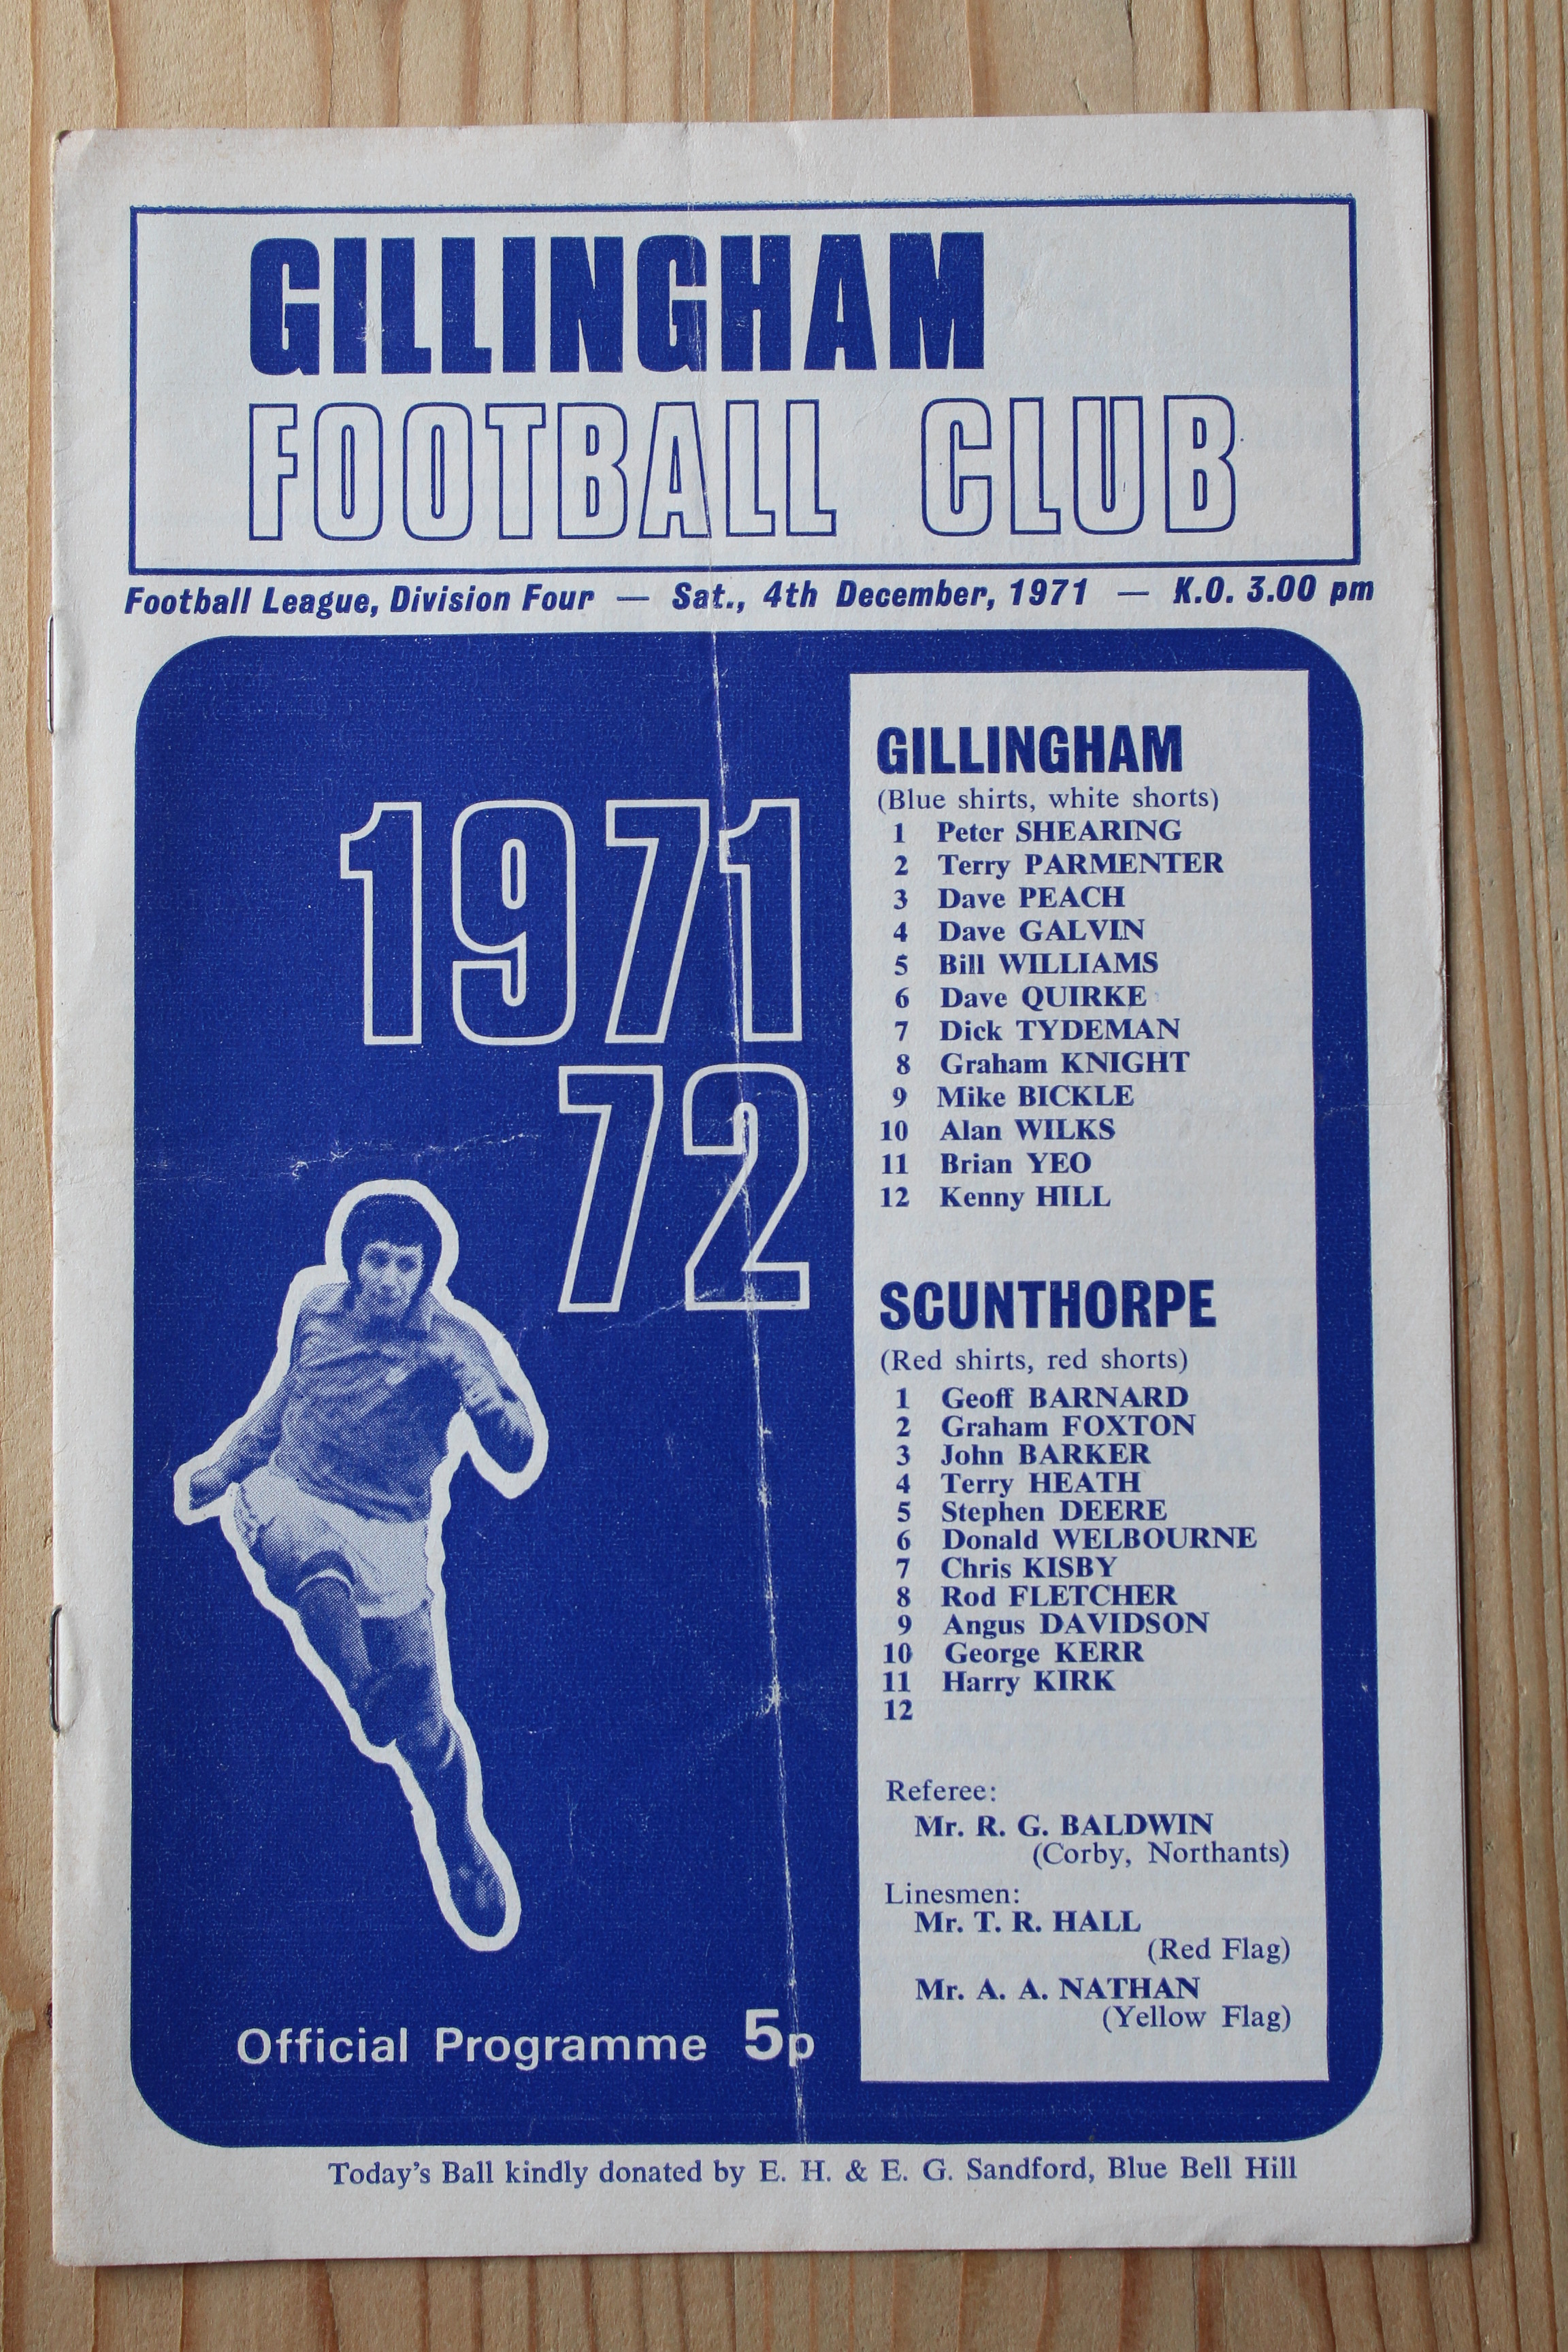 GILLINGHAM
FOOTBALL CLUB
Football League, Division Four — Sat., 4th December, 1971 — K.O. 3.00 pm
1971
72
GILLINGHAM
(Blue shirts, white shorts)
1 Peter SHEARING
2 Terry PARMENTER
3 Dave PEACH
4 Dave GALVIN
5 Bill WILLIAMS
6 Dave QUIRKE
7 Dick TYDEMAN
8 Graham KNIGHT
9 Mike BICKLE
10 Alan WILKS
11 Brian YEO
12 Kenny HILL
SCUNTHORPE
(Red shirts, red shorts)
1 Geoff BARNARD
2 Graham FOXTON
3 John BARKER
4 Terry HEATH
5 Stephen DEERE
6 Donald WELBOURNE
7 Chris KISBY
8 Rod FLETCHER
9 Angus DAVIDSON
10 George KERR
11 Harry KIRK
12
Referee:
Mr. R. G. BALDWIN
(Corby, Northants)
Linesmen:
Mr. T. R. HALL
(Red Flag)
Mr. A. A. NATHAN
(Yellow Flag)
Official Programme 5p
Today's Ball kindly donated by E. H. & E. G. Sandford, Blue Bell Hill